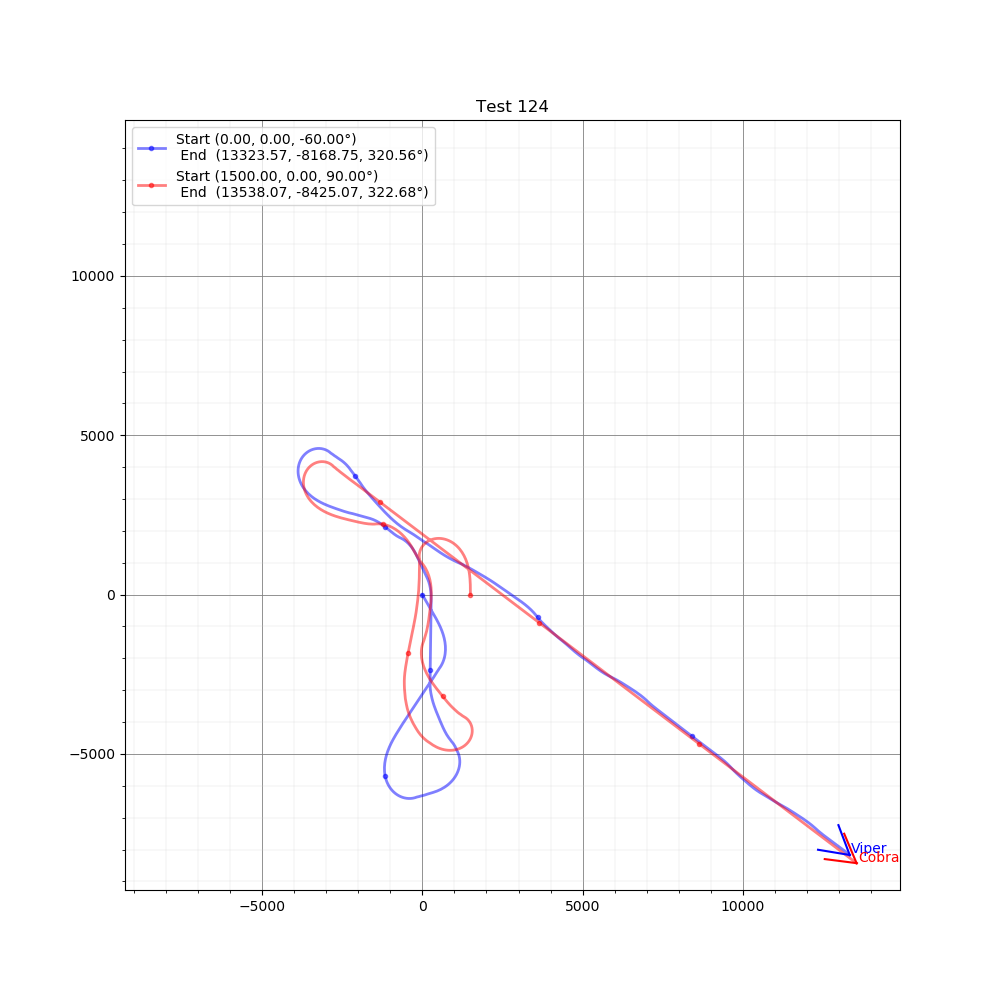 Test 124
Start (0.00, 0.00, -60.00°)
End (13323.57, -8168.75, 320.56°)
Start (1500.00, 0.00, 90.00°)
End (13538.07, -8425.07, 322.68°)
10000
5000
0
−5000
Viper
Cobra
−5000 0 5000 10000